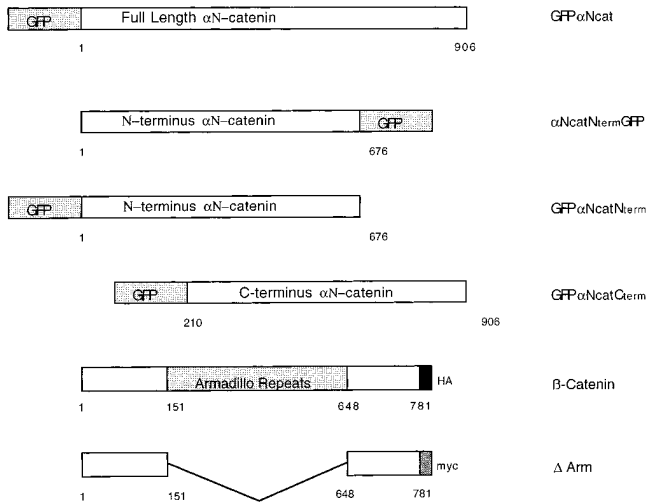 GFP Full Length αN–catenin GFPαNcat
1 906
N–terminus αN–catenin GFP αNcatNtermGFP
1 676
GFP N–terminus αN–catenin GFPαNcatNterm
1 676
GFP C-terminus αN–catenin GFPαNcatCterm
210 906
Armadillo Repeats HA ß-Catenin
1 151 648 781
myc Δ Arm
1 151 648 781